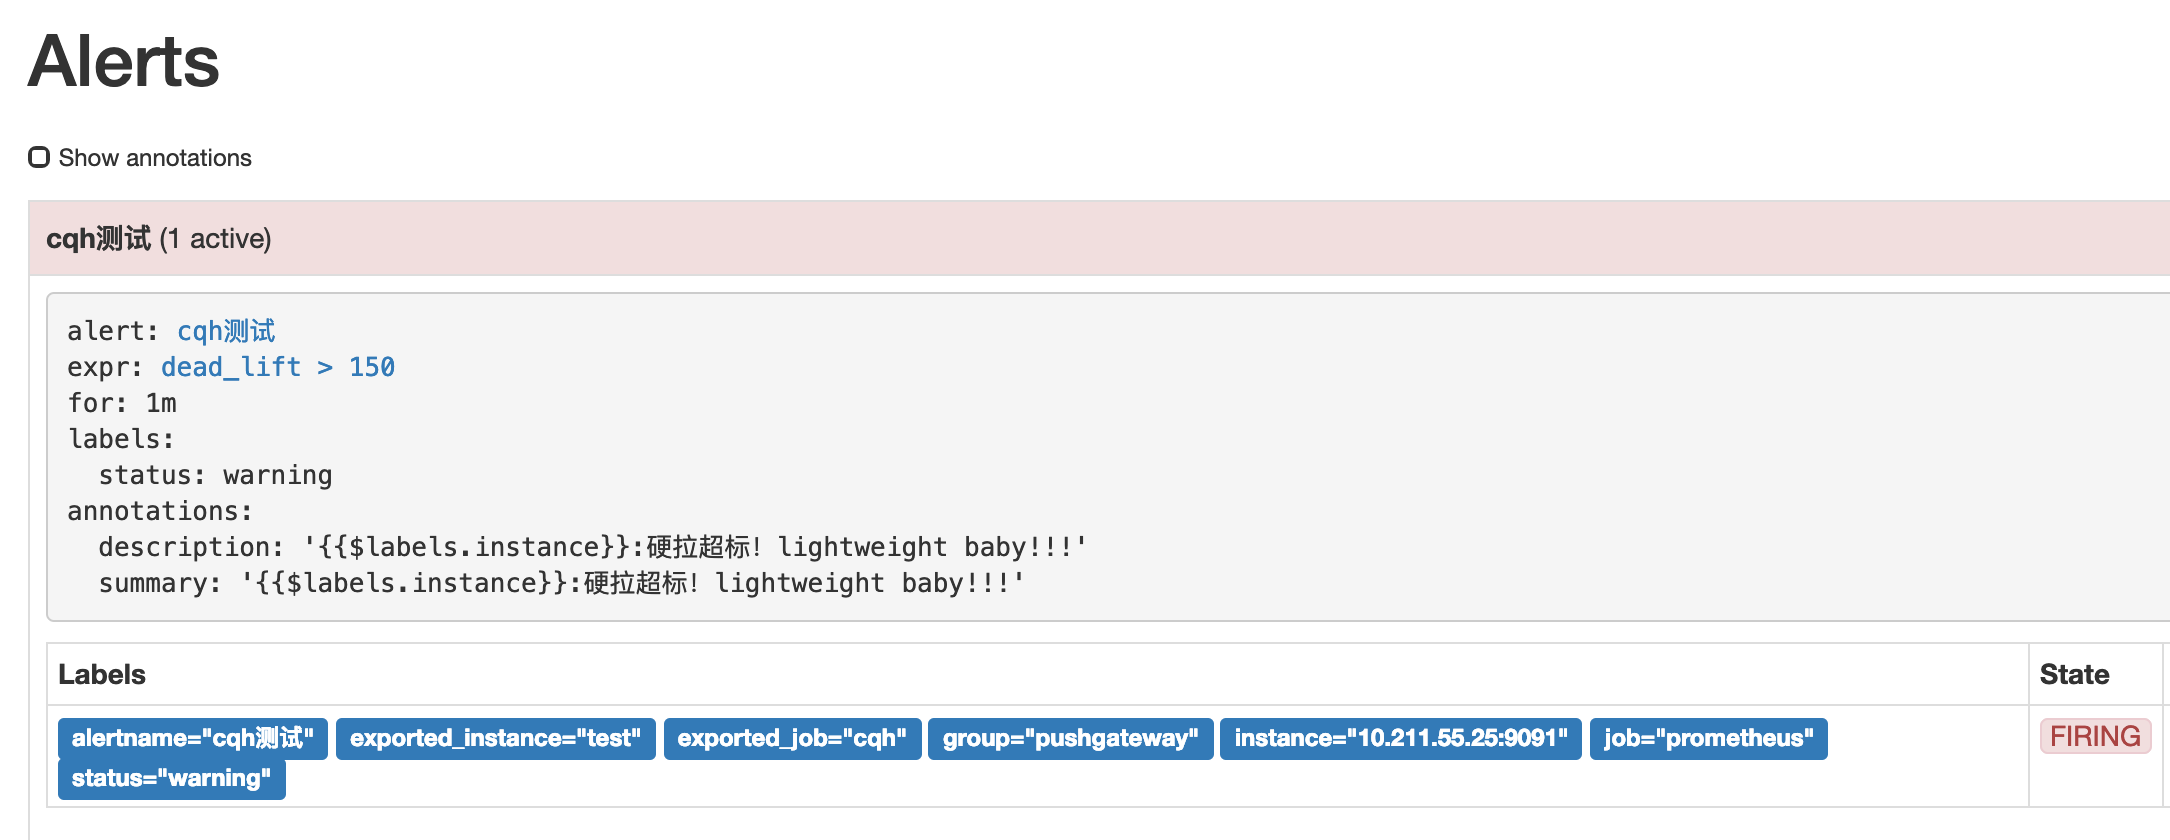 Alerts
Show annotations
cqh测试 (1 active)
alert: cqh测试
expr: dead_lift > 150
for: 1m
labels:
  status: warning
annotations:
  description: '{{$labels.instance}}:硬拉超标！lightweight baby!!!'
  summary: '{{$labels.instance}}:硬拉超标！lightweight baby!!!'
Labels State
alertname="cqh测试" exported_instance="test" exported_job="cqh" group="pushgateway" instance="10.211.55.25:9091" job="prometheus" FIRING
status="warning"